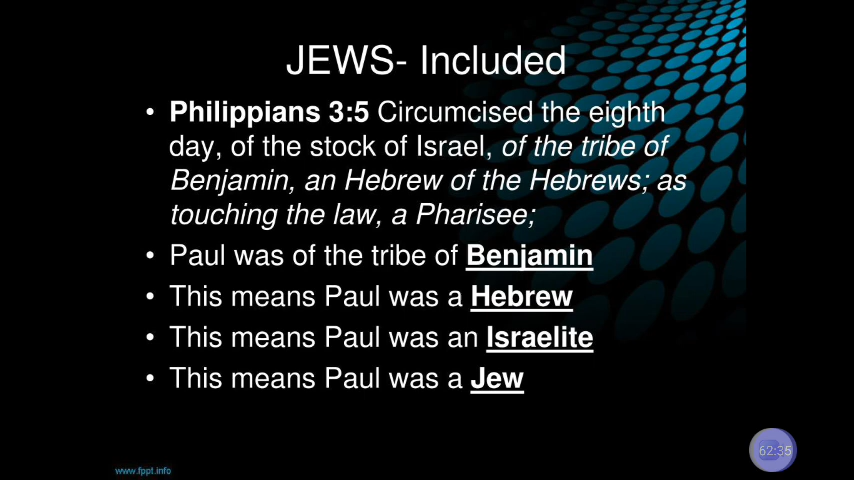 JEWS- Included
• Philippians 3:5 Circumcised the eighth
day, of the stock of Israel, of the tribe of
Benjamin, an Hebrew of the Hebrews; as
touching the law, a Pharisee;
• Paul was of the tribe of Benjamin
• This means Paul was a Hebrew
• This means Paul was an Israelite
• This means Paul was a Jew
62:35
www.fppt.info